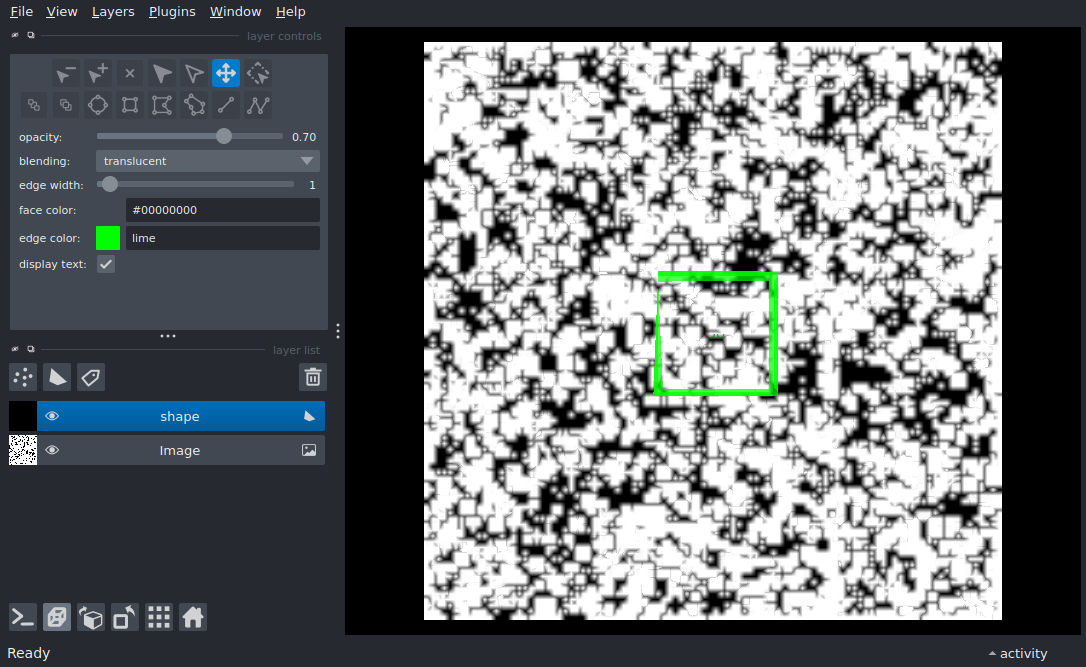 File View Layers Plugins Window Help
layer controls
opacity: 0.70
blending: translucent
edge width: 1
face color: #00000000
edge color: lime
display text:
layer list
shape
Image
Ready
activity